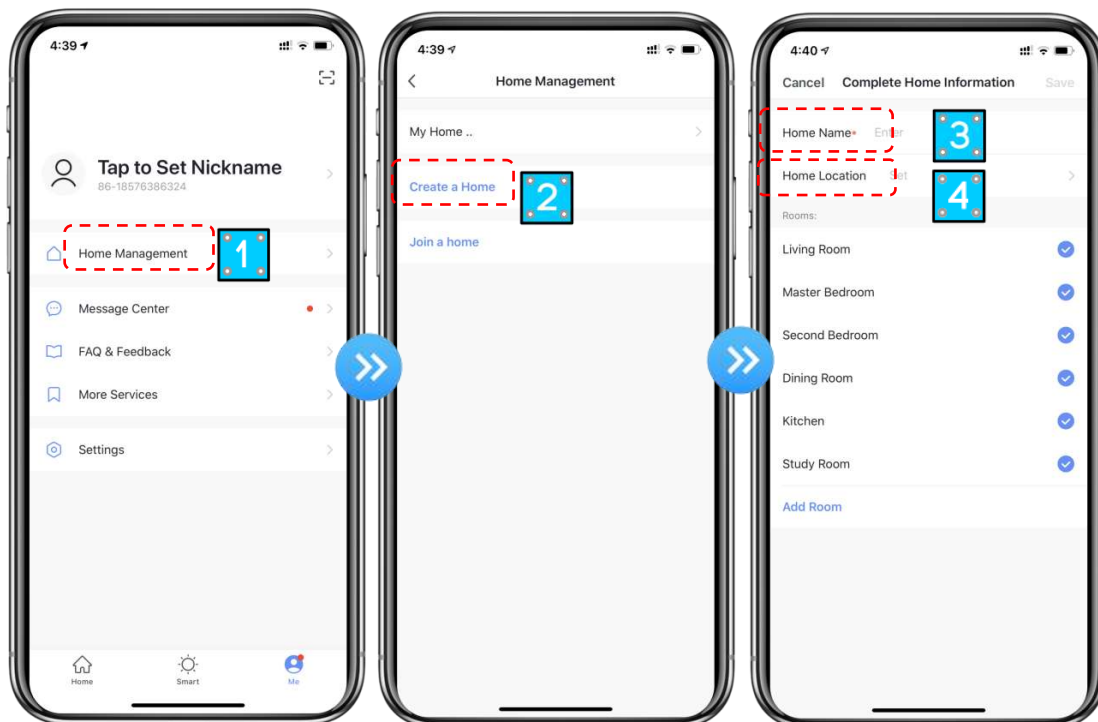 4:39
Tap to Set Nickname
86-18576386324
Home Management
1
Message Center
FAQ & Feedback
More Services
Settings
Home
Smart
Me
4:39
Home Management
My Home ..
Create a Home
2
Join a home
4:40
Cancel Complete Home Information Save
Home Name* Enter
3
Home Location Set
4
Rooms:
Living Room
Master Bedroom
Second Bedroom
Dining Room
Kitchen
Study Room
Add Room